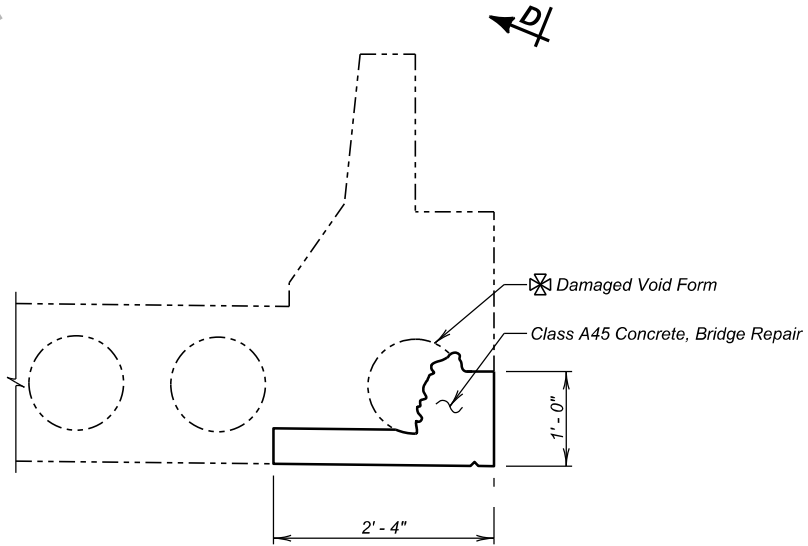 D
Damaged Void Form
Class A45 Concrete, Bridge Repair
1' - 0"
2' - 4"